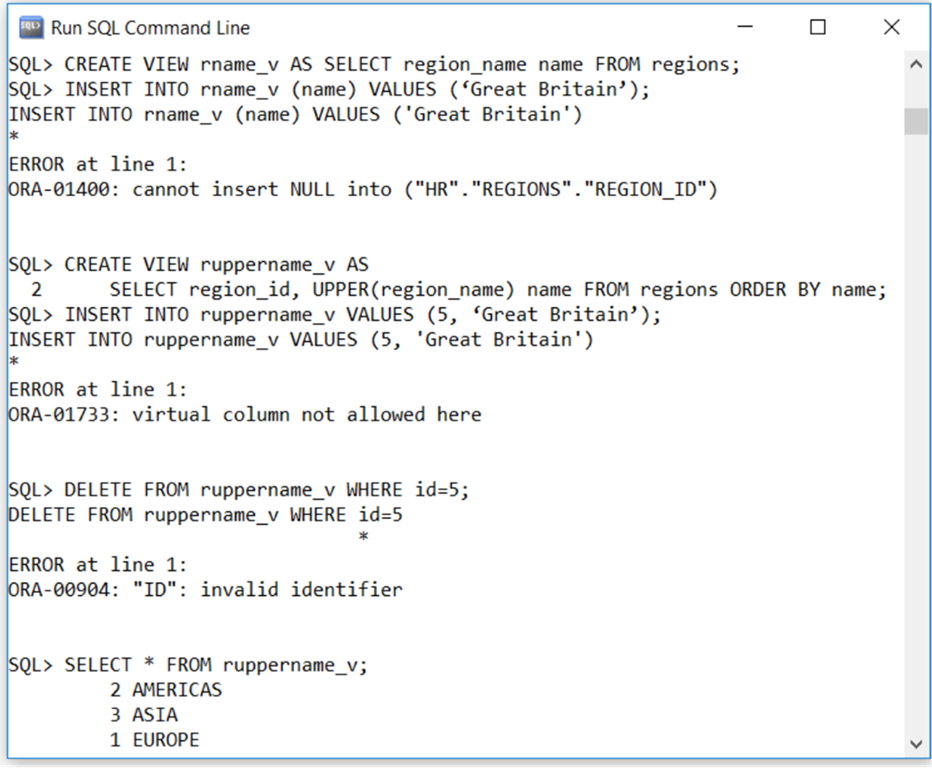 Run SQL Command Line
SQL> CREATE VIEW rname_v AS SELECT region_name name FROM regions;
SQL> INSERT INTO rname_v (name) VALUES (‘Great Britain’);
INSERT INTO rname_v (name) VALUES ('Great Britain')
*
ERROR at line 1:
ORA-01400: cannot insert NULL into ("HR"."REGIONS"."REGION_ID")
SQL> CREATE VIEW ruppername_v AS
2 SELECT region_id, UPPER(region_name) name FROM regions ORDER BY name;
SQL> INSERT INTO ruppername_v VALUES (5, ‘Great Britain’);
INSERT INTO ruppername_v VALUES (5, 'Great Britain')
*
ERROR at line 1:
ORA-01733: virtual column not allowed here
SQL> DELETE FROM ruppername_v WHERE id=5;
DELETE FROM ruppername_v WHERE id=5
*
ERROR at line 1:
ORA-00904: "ID": invalid identifier
SQL> SELECT * FROM ruppername_v;
2 AMERICAS
3 ASIA
1 EUROPE